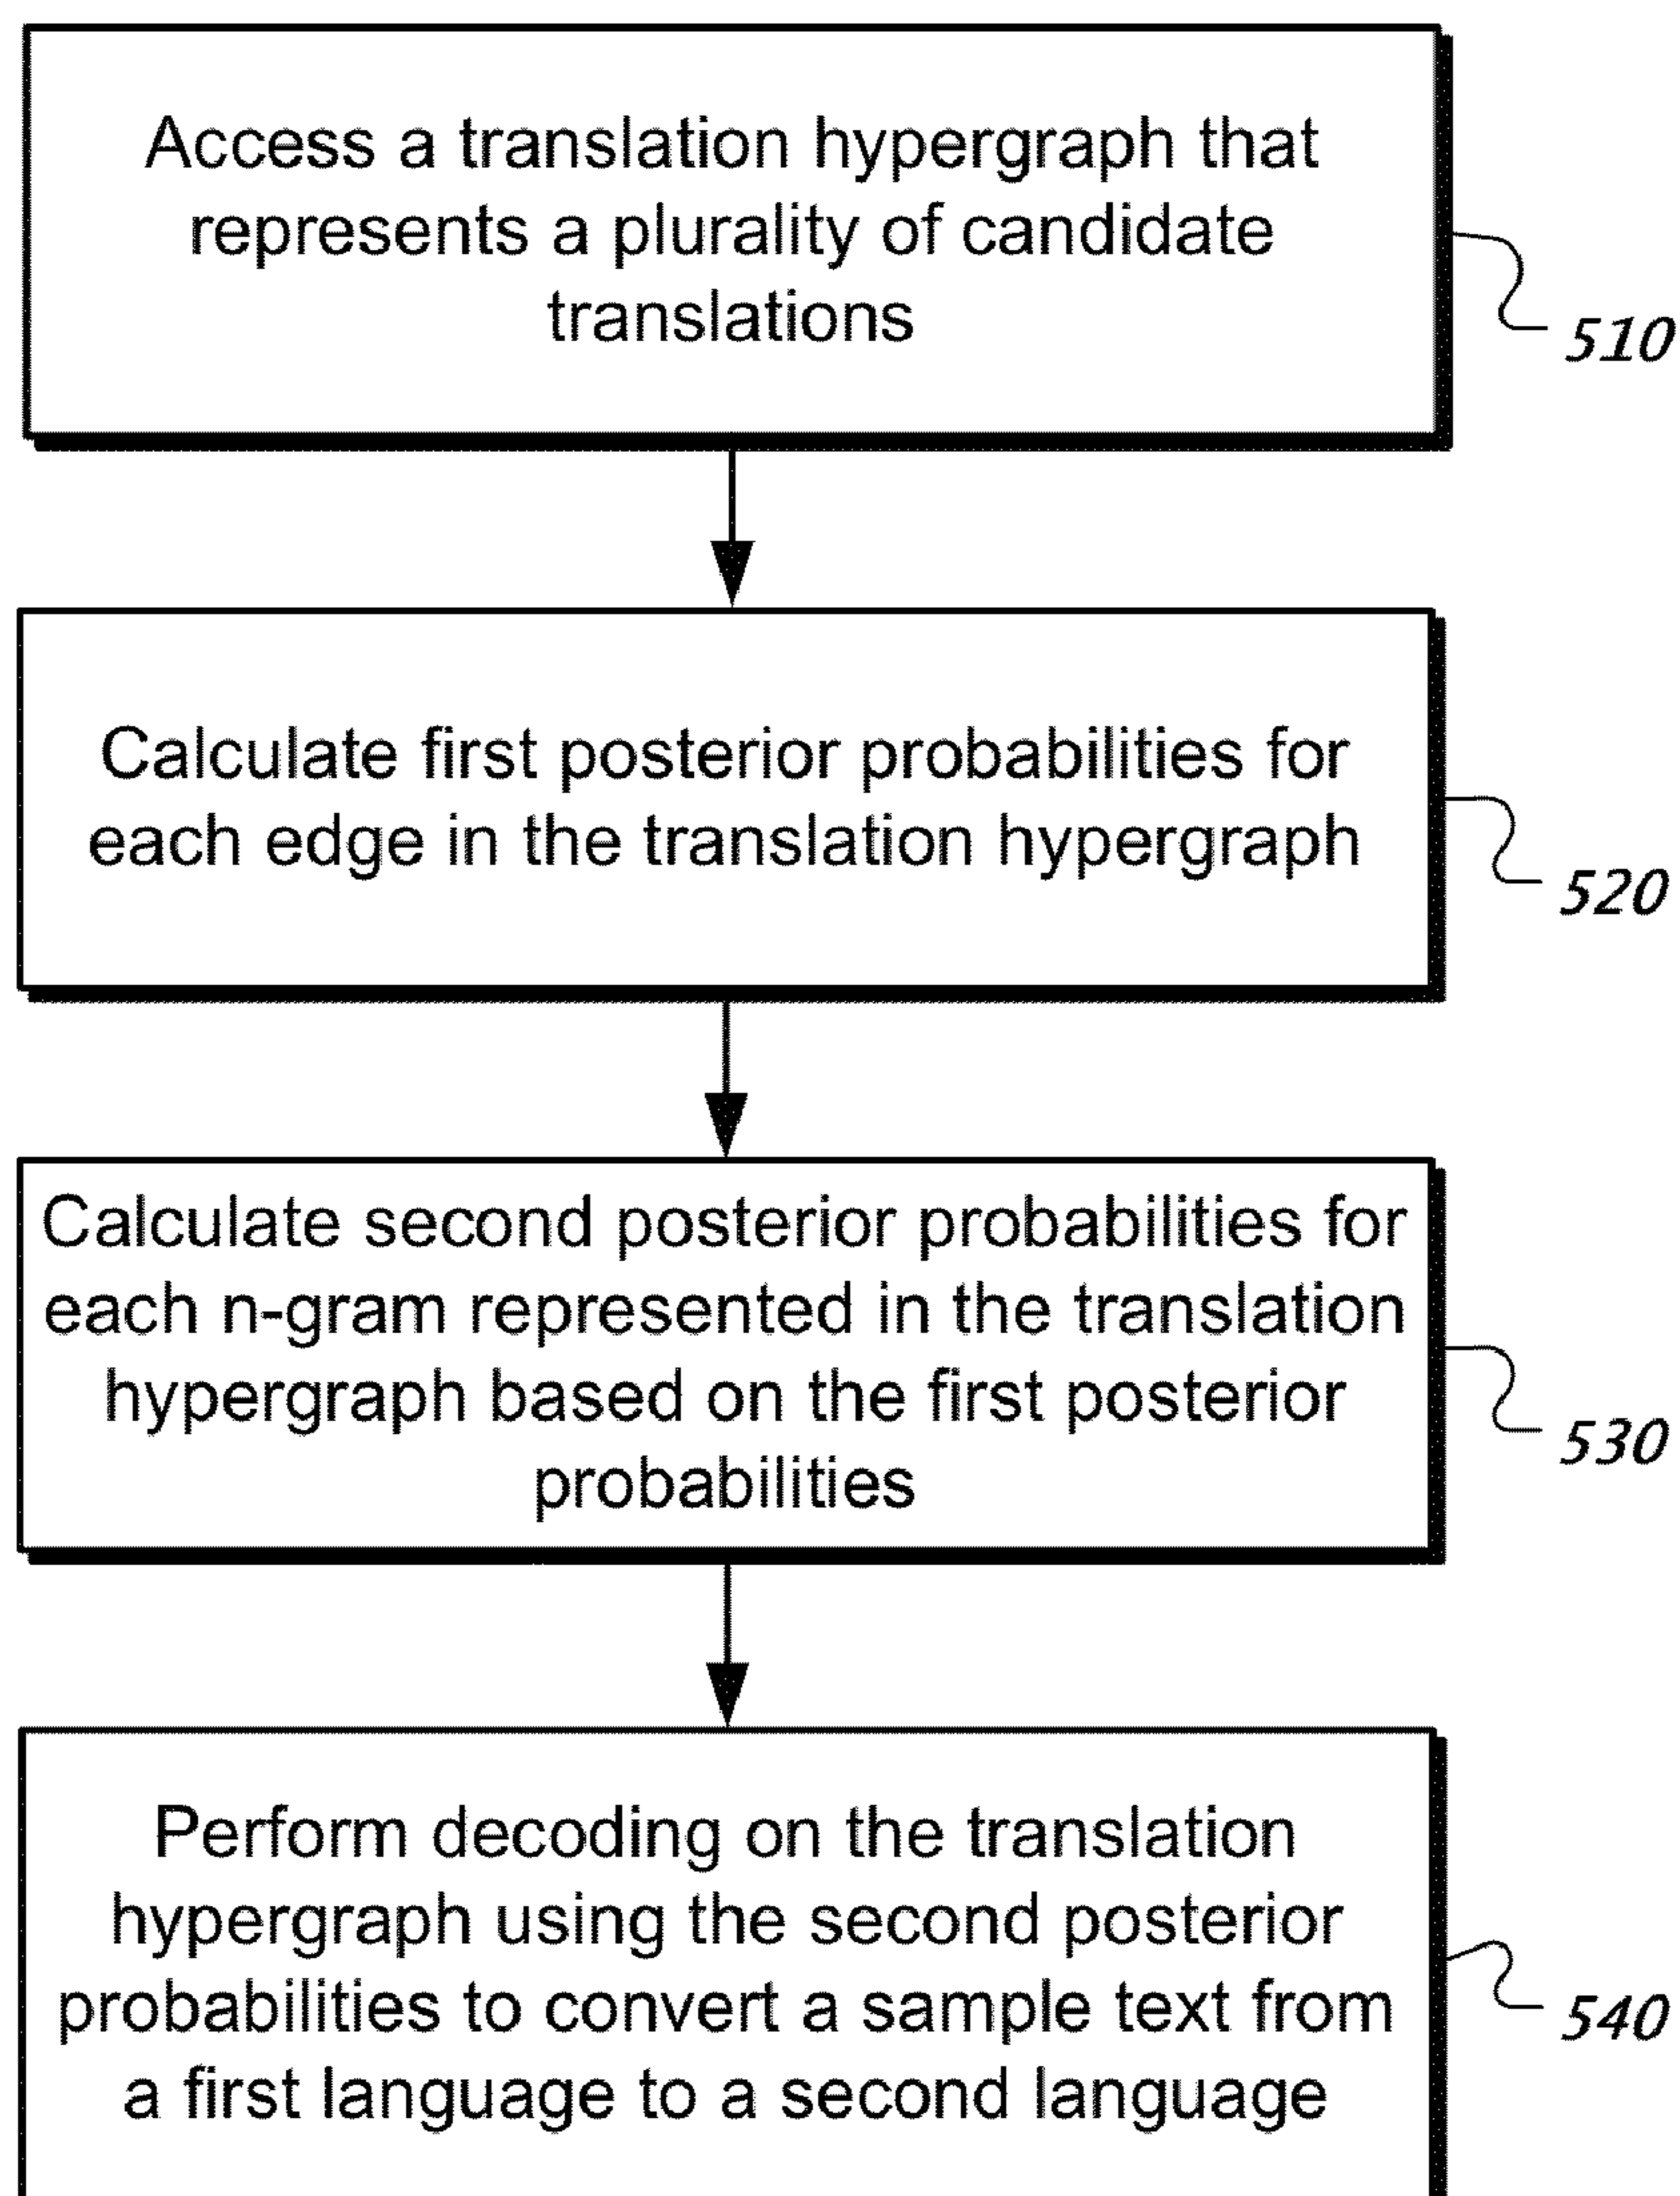 Access a translation hypergraph that
represents a plurality of candidate
translations
510
Calculate first posterior probabilities for
each edge in the translation hypergraph
520
Calculate second posterior probabilities for
each n-gram represented in the translation
hypergraph based on the first posterior
probabilities
530
Perform decoding on the translation
hypergraph using the second posterior
probabilities to convert a sample text from
a first language to a second language
540